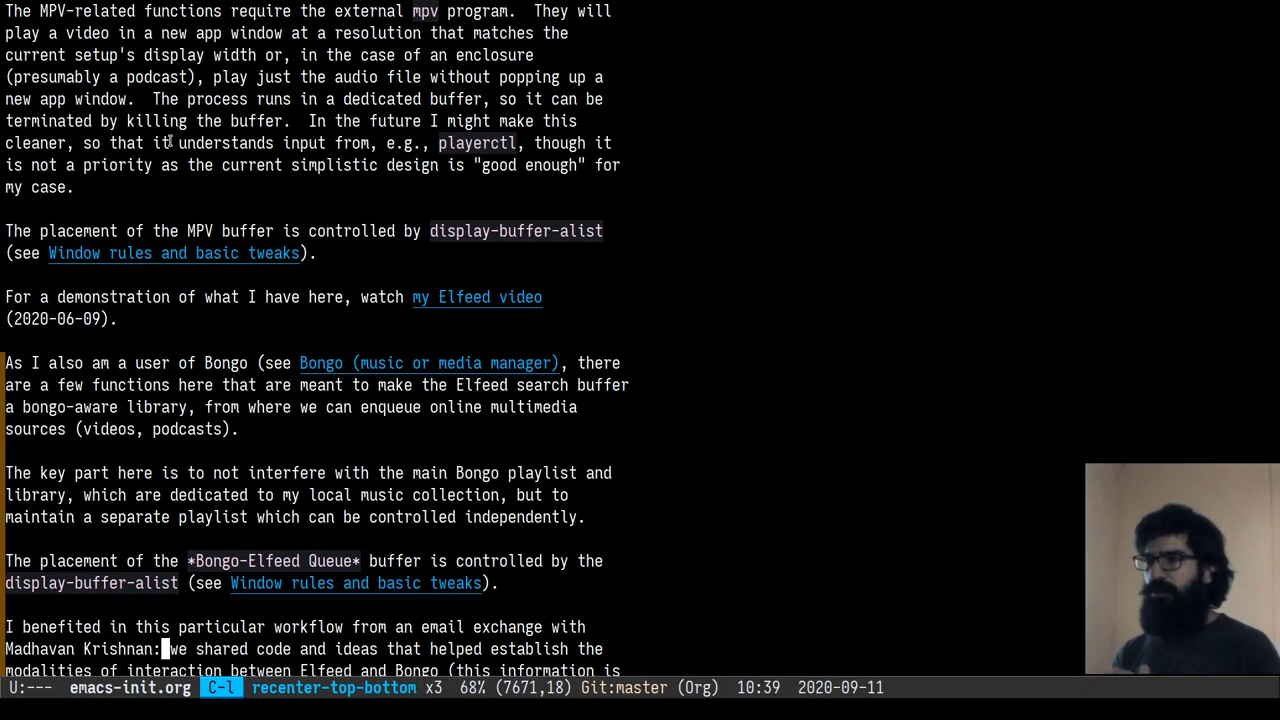 The MPV-related functions require the external mpv program.  They will
play a video in a new app window at a resolution that matches the
current setup's display width or, in the case of an enclosure
(presumably a podcast), play just the audio file without popping up a
new app window.  The process runs in a dedicated buffer, so it can be
terminated by killing the buffer.  In the future I might make this
cleaner, so that it understands input from, e.g., playerctl, though it
is not a priority as the current simplistic design is "good enough" for
my case.
The placement of the MPV buffer is controlled by display-buffer-alist
(see Window rules and basic tweaks).
For a demonstration of what I have here, watch my Elfeed video
(2020-06-09).
As I also am a user of Bongo (see Bongo (music or media manager), there
are a few functions here that are meant to make the Elfeed search buffer
a bongo-aware library, from where we can enqueue online multimedia
sources (videos, podcasts).
The key part here is to not interfere with the main Bongo playlist and
library, which are dedicated to my local music collection, but to
maintain a separate playlist which can be controlled independently.
The placement of the *Bongo-Elfeed Queue* buffer is controlled by the
display-buffer-alist (see Window rules and basic tweaks).
I benefited in this particular workflow from an email exchange with
Madhavan Krishnan: we shared code and ideas that helped establish the
modalities of interaction between Elfeed and Bongo (this information is
U:---  emacs-init.org  C-l  recenter-top-bottom x3  68% (7671,18) Git:master (Org) 10:39 2020-09-11